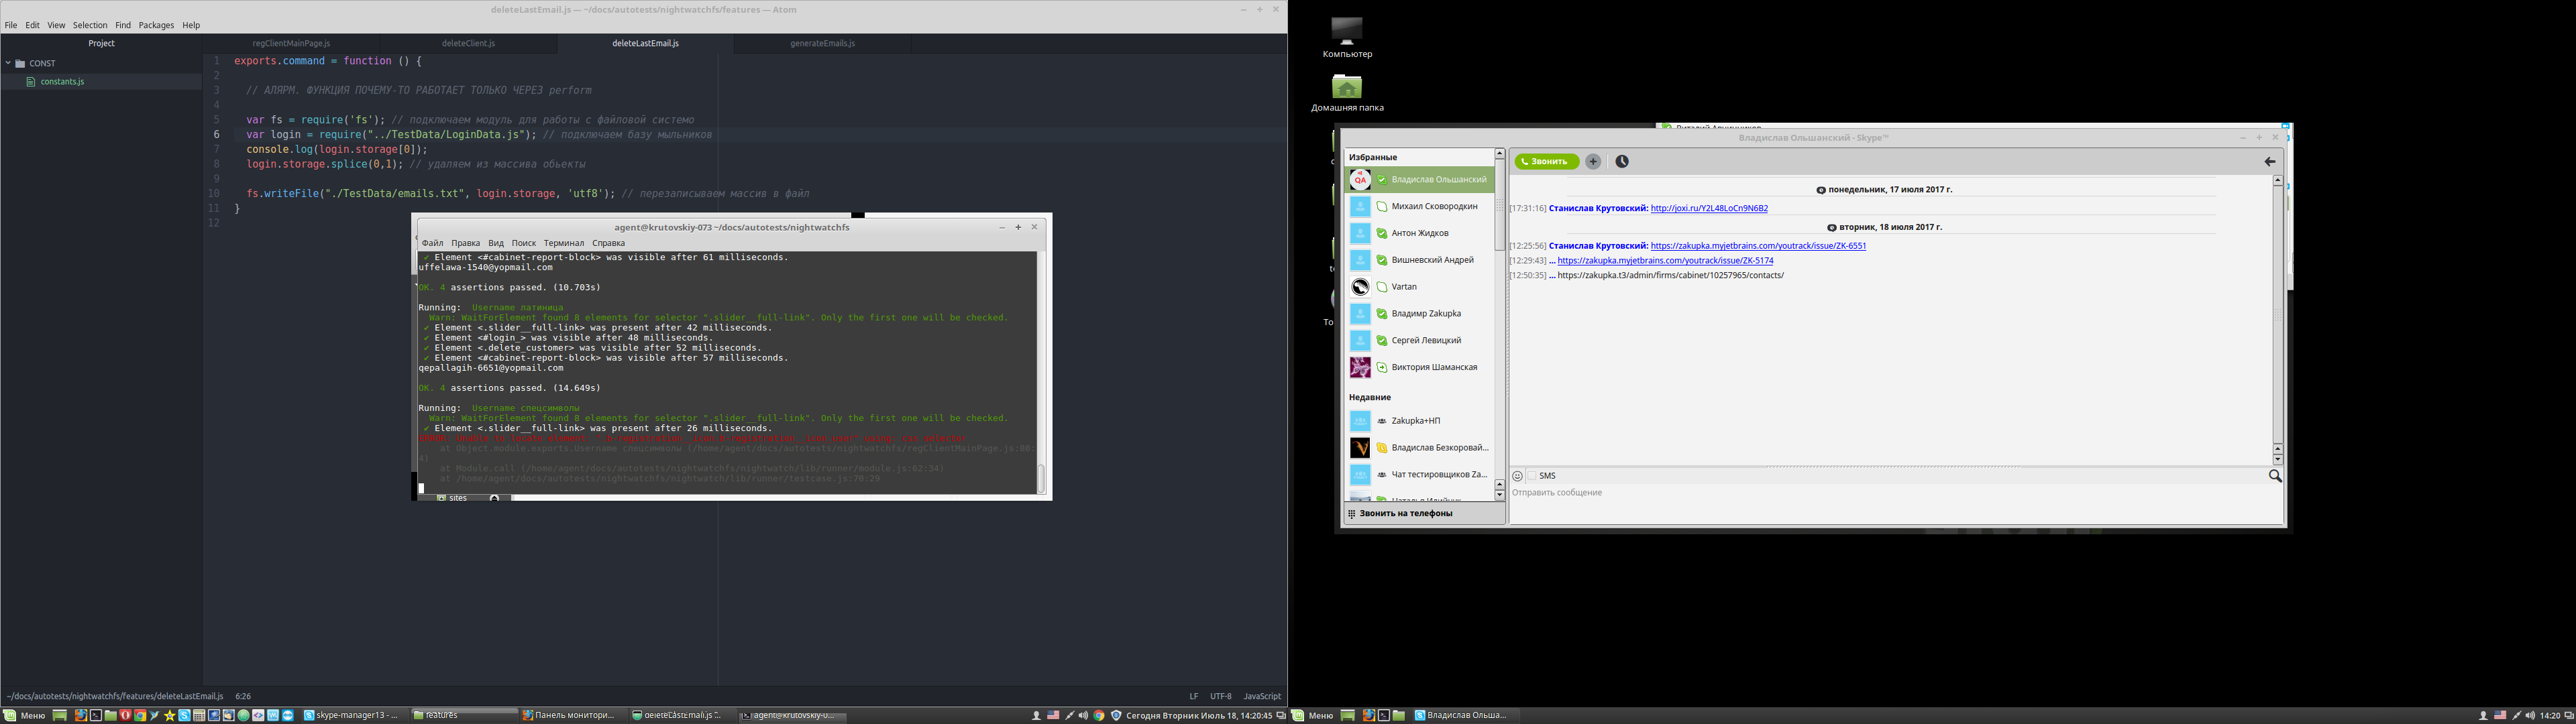 deleteLastEmail.js — ~/docs/autotests/nightwatchfs/features — Atom
File Edit View Selection Find Packages Help
Project
regClientMainPage.js
deleteClient.js
deleteLastEmail.js
generateEmails.js
CONST
constants.js
1 exports.command = function () {
2
3 // АЛЯРМ. ФУНКЦИЯ ПОЧЕМУ-ТО РАБОТАЕТ ТОЛЬКО ЧЕРЕЗ perform
4
5 var fs = require('fs'); // подключаем модуль для работы с файловой системо
6 var login = require("../TestData/LoginData.js"); // подключаем базу мыльников
7 console.log(login.storage[0]);
8 login.storage.splice(0,1); // удаляем из массива обьекты
9
10 fs.writeFile("./TestData/emails.txt", login.storage, 'utf8'); // перезаписываем массив в файл
11 }
12
agent@krutovskiy-073 ~/docs/autotests/nightwatchfs
Файл Правка Вид Поиск Терминал Справка
✔ Element <#cabinet-report-block> was visible after 61 milliseconds.
uffelawa-1540@yopmail.com
OK. 4 assertions passed. (10.703s)
Running: Username латиница
Warn: WaitForElement found 8 elements for selector ".slider__full-link". Only the first one will be checked.
✔ Element <.slider__full-link> was present after 42 milliseconds.
✔ Element <#login_> was visible after 48 milliseconds.
✔ Element <.delete_customer> was visible after 52 milliseconds.
✔ Element <#cabinet-report-block> was visible after 57 milliseconds.
qepallagih-6651@yopmail.com
OK. 4 assertions passed. (14.649s)
Running: Username спецсимволы
Warn: WaitForElement found 8 elements for selector ".slider__full-link". Only the first one will be checked.
✔ Element <.slider__full-link> was present after 26 milliseconds.
at Object.module.exports.Username спецсимволы (/home/agent/docs/autotests/nightwatchfs/regClientMainPage.js:80:
4)
at Module.call (/home/agent/docs/autotests/nightwatchfs/nightwatch/lib/runner/module.js:62:34)
at /home/agent/docs/autotests/nightwatchfs/nightwatch/lib/runner/testcase.js:70:29
sites
~/docs/autotests/nightwatchfs/features/deleteLastEmail.js 6:26
LF UTF-8 JavaScript
Меню
skype-manager13 - ...
features
Панель монитори...
deleteLastEmail.js ...
agent@krutovskiy-0...
Сегодня Вторник Июль 18, 14:20:45
Компьютер
Домашняя папка
Владислав Ольшанский - Skype™
Избранные
Владислав Ольшанский
Михаил Сковородкин
Антон Жидков
Вишневский Андрей
Vartan
Владимр Zakupka
Сергей Левицкий
Виктория Шаманская
Недавние
Zakupka+НП
Владислав Безкоровай...
Чат тестировщиков Za...
Звонить на телефоны
Звонить
понедельник, 17 июля 2017 г.
[17:31:16] Станислав Крутовский: http://joxi.ru/Y2L48LoCn9N6B2
вторник, 18 июля 2017 г.
[12:25:56] Станислав Крутовский: https://zakupka.myjetbrains.com/youtrack/issue/ZK-6551
[12:29:43] ... https://zakupka.myjetbrains.com/youtrack/issue/ZK-5174
[12:50:35] ... https://zakupka.t3/admin/firms/cabinet/10257965/contacts/
SMS
Отправить сообщение
Меню
Владислав Ольша...
14:20